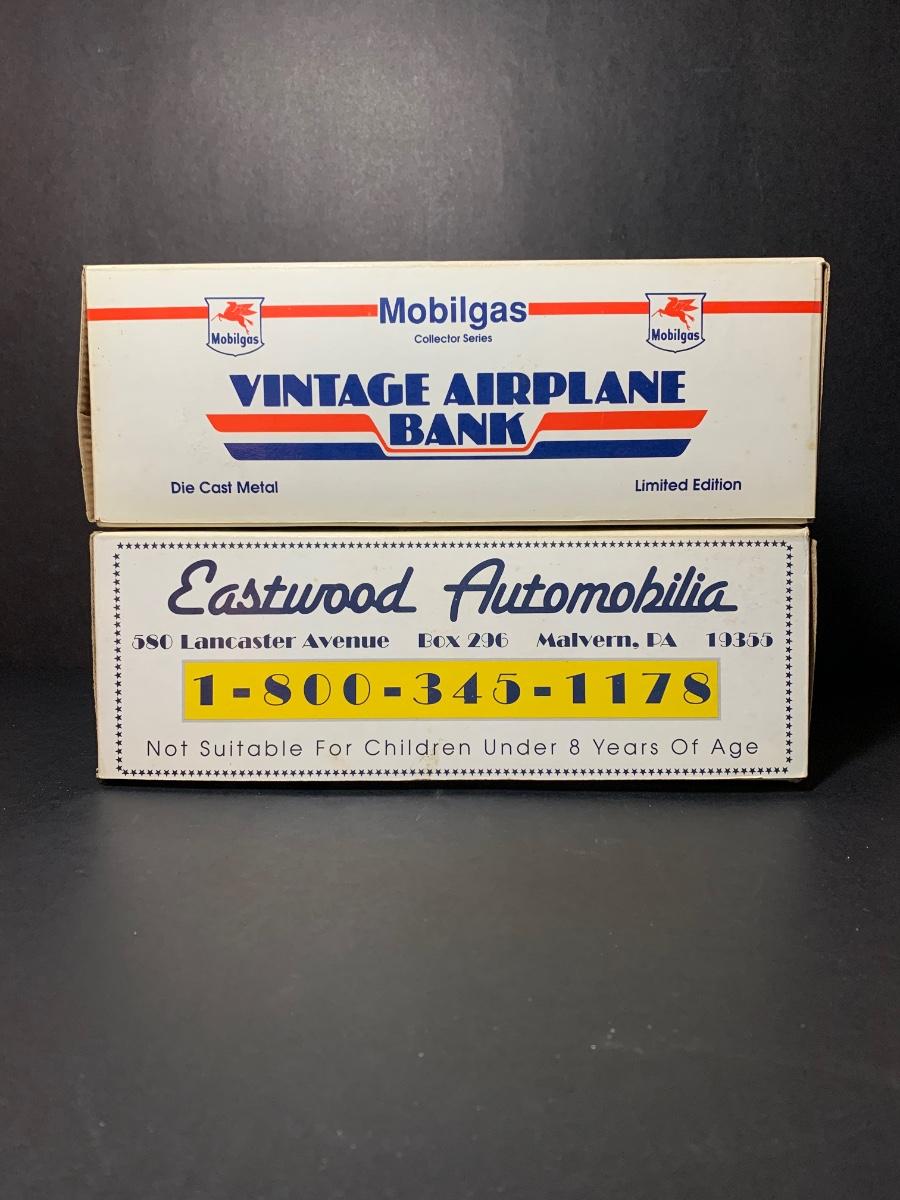 Mobilgas
Mobilgas
Mobilgas
Collector Series
VINTAGE AIRPLANE
BANK
Die Cast Metal
Limited Edition
Eastwood Automobilia
580 Lancaster Avenue Box 296 Malvern, PA 19355
1-800-345-1178
Not Suitable For Children Under 8 Years Of Age